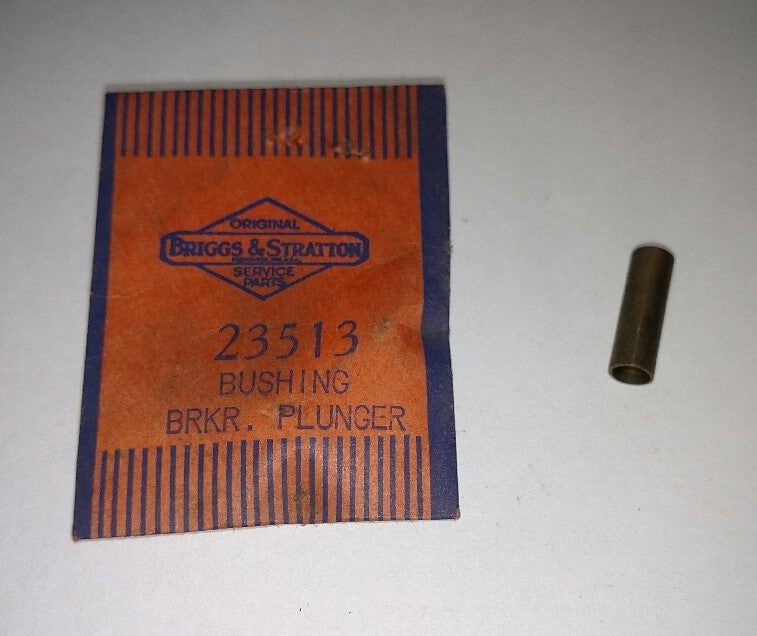 ORIGINAL
BRIGGS & STRATTON
SERVICE
PARTS
23513
BUSHING
BRKR. PLUNGER